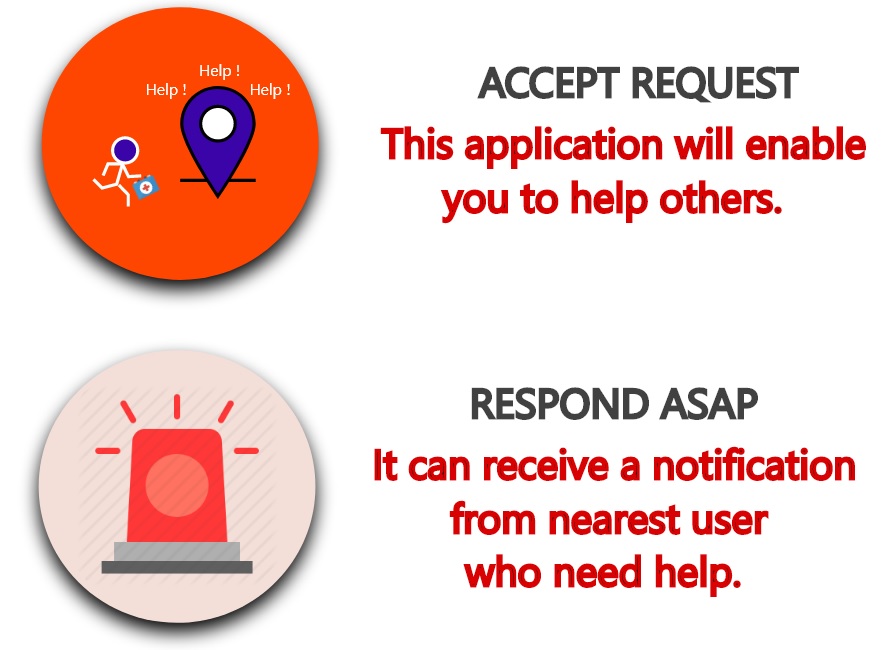 Help !
Help !
Help !
ACCEPT REQUEST
This application will enable
you to help others.
RESPOND ASAP
It can receive a notification
from nearest user
who need help.